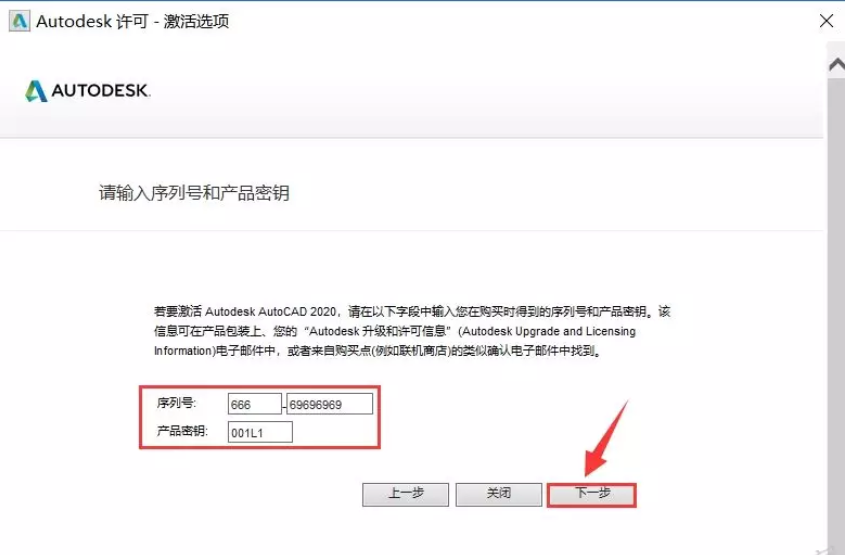 Autodesk 许可 - 激活选项
AUTODESK.
请输入序列号和产品密钥
若要激活 Autodesk AutoCAD 2020，请在以下字段中输入您在购买时得到的序列号和产品密钥。该
信息可在产品包装上、您的“Autodesk 升级和许可信息”(Autodesk Upgrade and Licensing
Information)电子邮件中，或者来自购买点(例如联机商店)的类似确认电子邮件中找到。
序列号: 666 - 69696969
产品密钥: 001L1
上一步 关闭 下一步